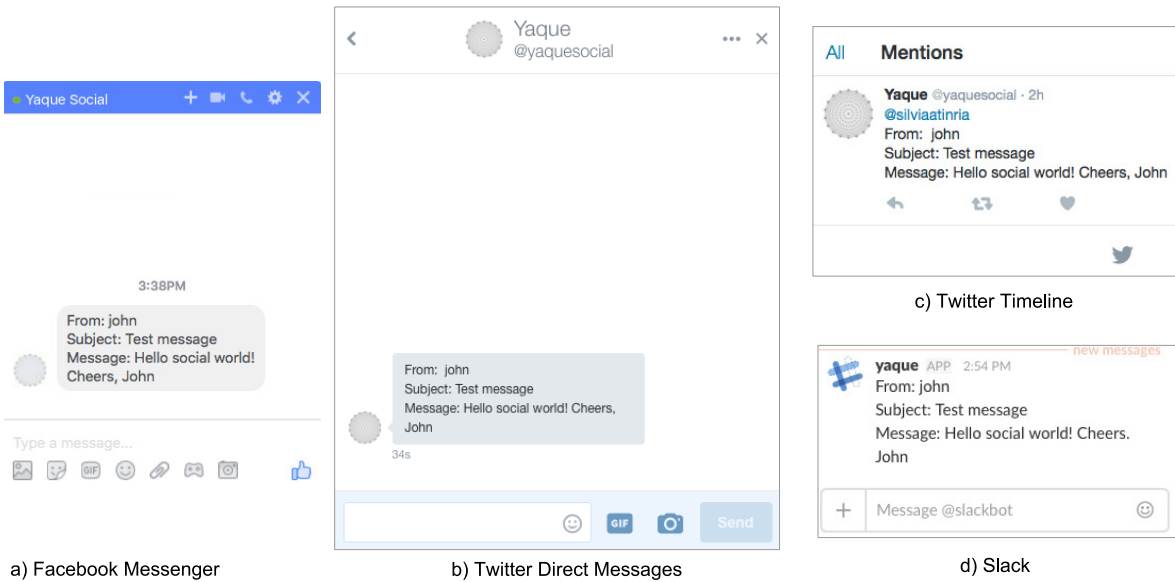 Yaque Social
3:38PM
From: john
Subject: Test message
Message: Hello social world!
Cheers, John
Type a message...
GIF
a) Facebook Messenger
Yaque
@yaquesocial
From: john
Subject: Test message
Message: Hello social world! Cheers,
John
34s
GIF
Send
b) Twitter Direct Messages
All Mentions
Yaque @yaquesocial · 2h
@silviaatinria
From: john
Subject: Test message
Message: Hello social world! Cheers, John
c) Twitter Timeline
new messages
yaque APP 2:54 PM
From: john
Subject: Test message
Message: Hello social world! Cheers.
John
Message @slackbot
d) Slack